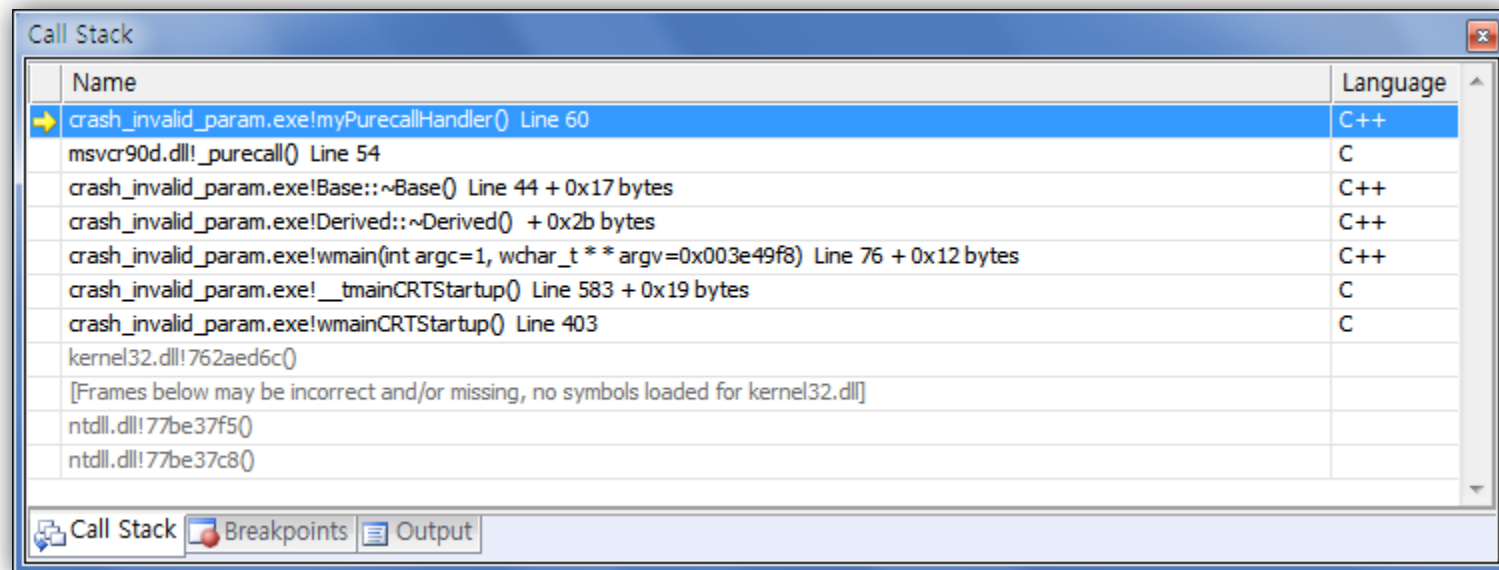 Call Stack
Name Language
crash_invalid_param.exe!myPurecallHandler() Line 60 C++
msvcr90d.dll!_purecall() Line 54 C
crash_invalid_param.exe!Base::~Base() Line 44 + 0x17 bytes C++
crash_invalid_param.exe!Derived::~Derived() + 0x2b bytes C++
crash_invalid_param.exe!wmain(int argc=1, wchar_t * * argv=0x003e49f8) Line 76 + 0x12 bytes C++
crash_invalid_param.exe!__tmainCRTStartup() Line 583 + 0x19 bytes C
crash_invalid_param.exe!wmainCRTStartup() Line 403 C
kernel32.dll!762aed6c()
[Frames below may be incorrect and/or missing, no symbols loaded for kernel32.dll]
ntdll.dll!77be37f5()
ntdll.dll!77be37c8()
Call Stack Breakpoints Output